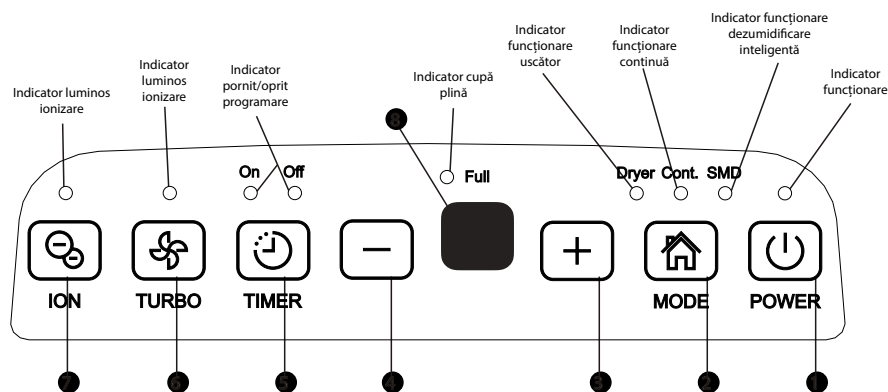 Indicator luminos
ionizare
Indicator
luminos
ionizare
Indicator
pornit/oprit
programare
Indicator cupă
plină
Indicator
funcționare
uscător
Indicator
funcționare
continuă
Indicator funcționare
dezumidificare
inteligentă
Indicator
funcționare
8
On Off
Full
Dryer Cont. SMD
ION
TURBO
TIMER
MODE
POWER
7
6
5
4
3
2
1